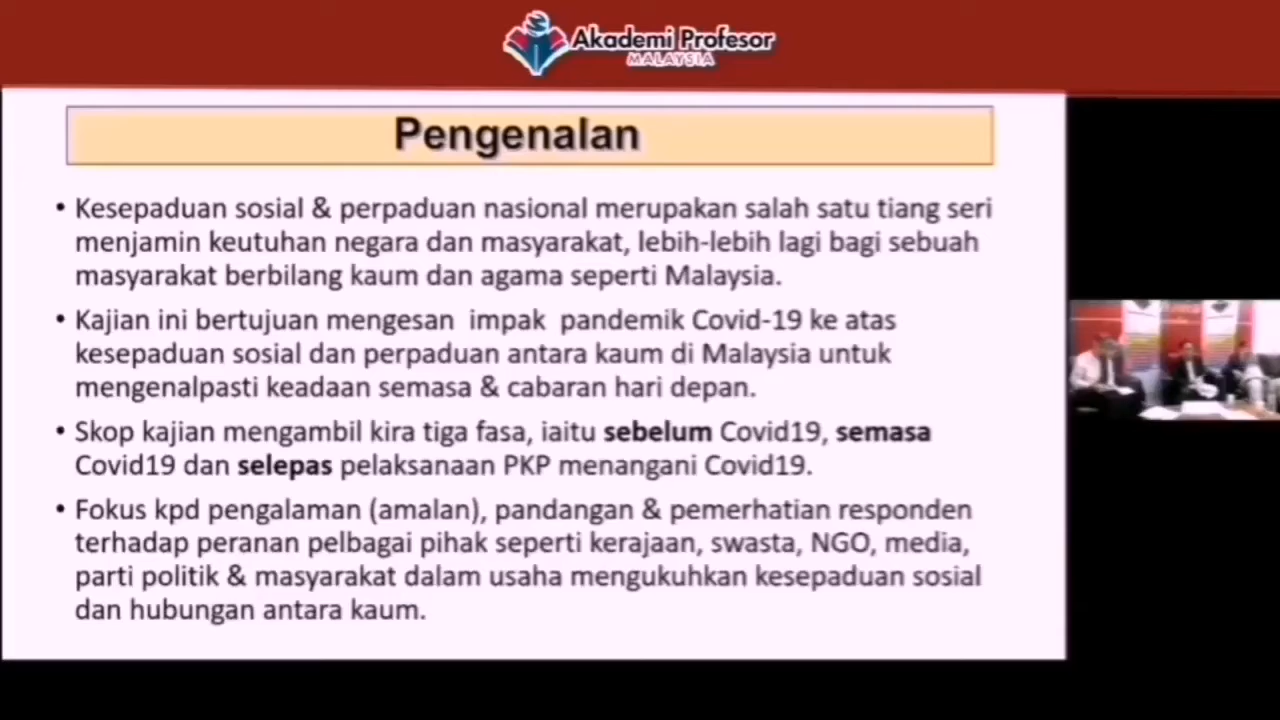 Akademi Profesor
MALAYSIA
Pengenalan
• Kesepaduan sosial & perpaduan nasional merupakan salah satu tiang seri
menjamin keutuhan negara dan masyarakat, lebih-lebih lagi bagi sebuah
masyarakat berbilang kaum dan agama seperti Malaysia.
• Kajian ini bertujuan mengesan impak pandemik Covid-19 ke atas
kesepaduan sosial dan perpaduan antara kaum di Malaysia untuk
mengenalpasti keadaan semasa & cabaran hari depan.
• Skop kajian mengambil kira tiga fasa, iaitu sebelum Covid19, semasa
Covid19 dan selepas pelaksanaan PKP menangani Covid19.
• Fokus kpd pengalaman (amalan), pandangan & pemerhatian responden
terhadap peranan pelbagai pihak seperti kerajaan, swasta, NGO, media,
parti politik & masyarakat dalam usaha mengukuhkan kesepaduan sosial
dan hubungan antara kaum.